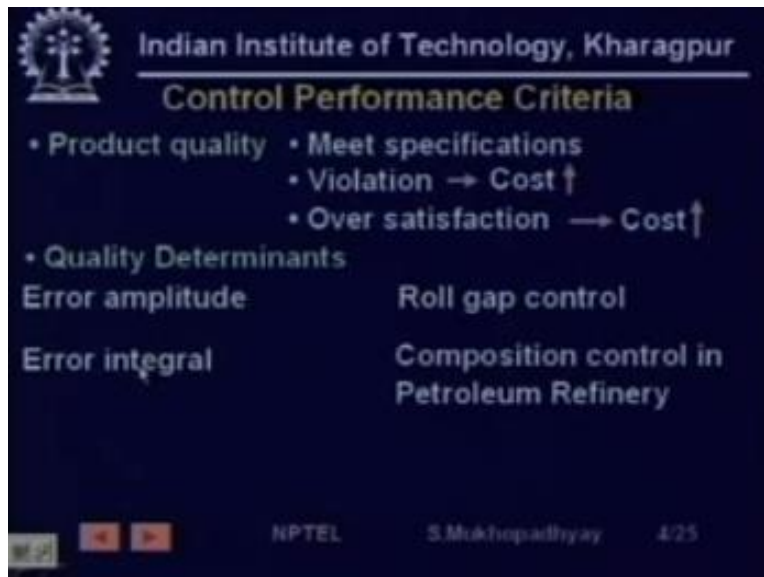 Indian Institute of Technology, Kharagpur
Control Performance Criteria
• Product quality • Meet specifications
• Violation → Cost↑
• Over satisfaction → Cost↑
• Quality Determinants
Error amplitude Roll gap control
Error integral Composition control in
Petroleum Refinery
NPTEL S.Mukhopadhyay 4/25